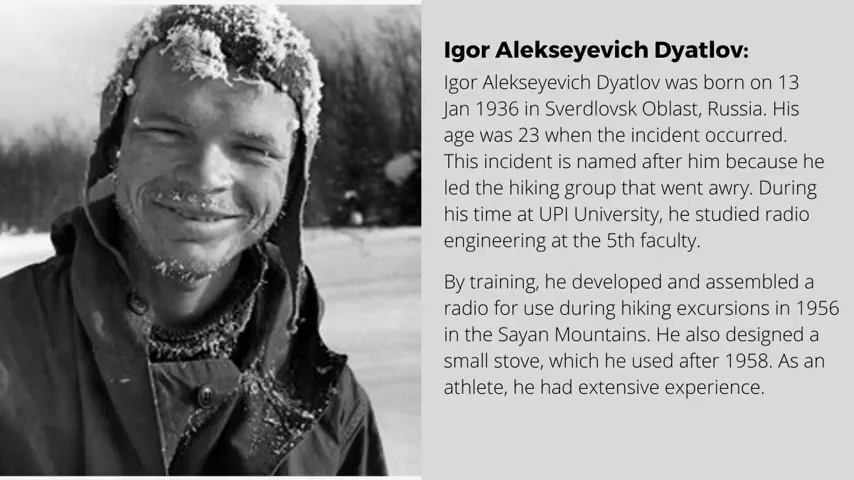 Igor Alekseyevich Dyatlov:
Igor Alekseyevich Dyatlov was born on 13
Jan 1936 in Sverdlovsk Oblast, Russia. His
age was 23 when the incident occurred.
This incident is named after him because he
led the hiking group that went awry. During
his time at UPI University, he studied radio
engineering at the 5th faculty.
By training, he developed and assembled a
radio for use during hiking excursions in 1956
in the Sayan Mountains. He also designed a
small stove, which he used after 1958. As an
athlete, he had extensive experience.